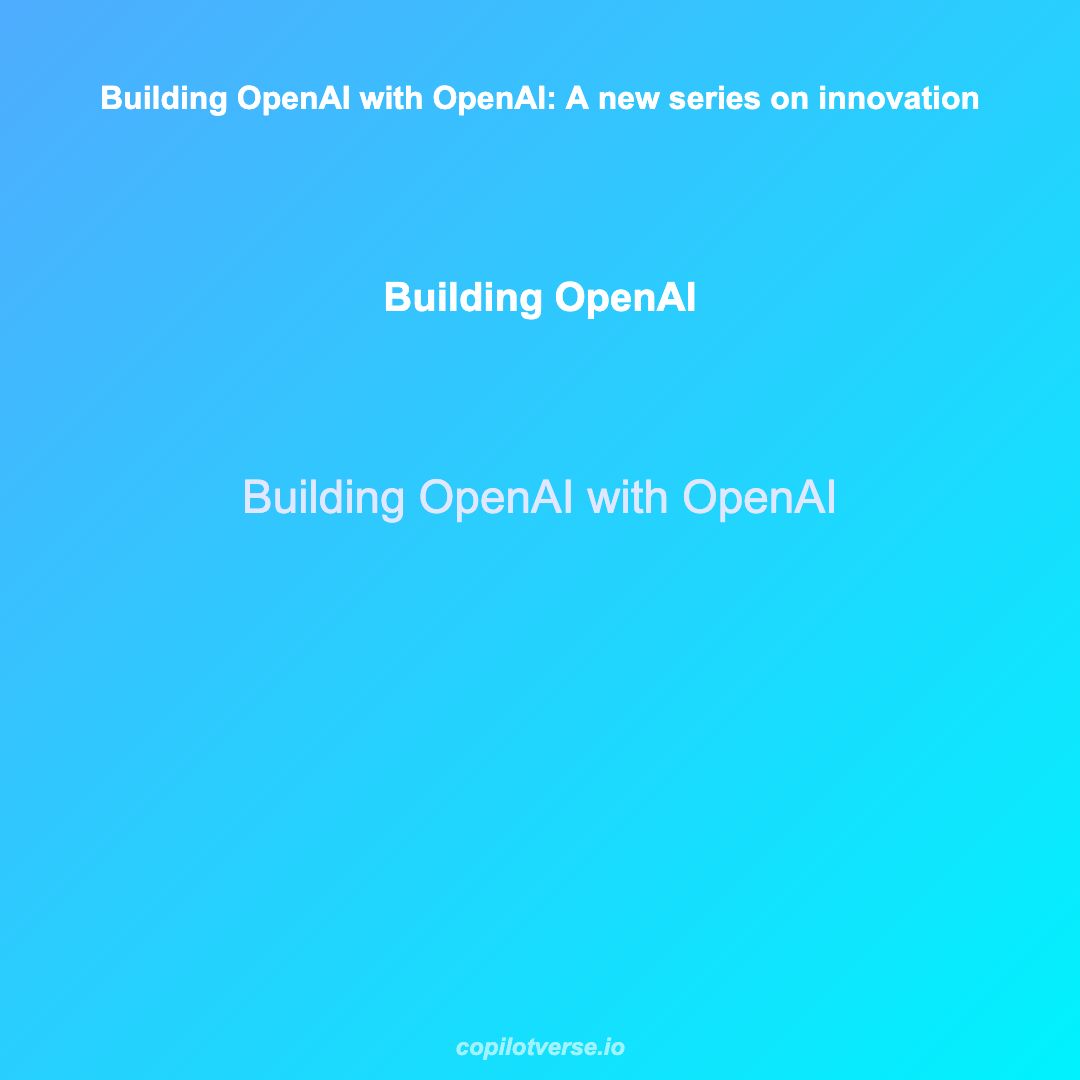 Building OpenAI with OpenAI: A new series on innovation
Building OpenAI
Building OpenAI with OpenAI
copilotverse.io